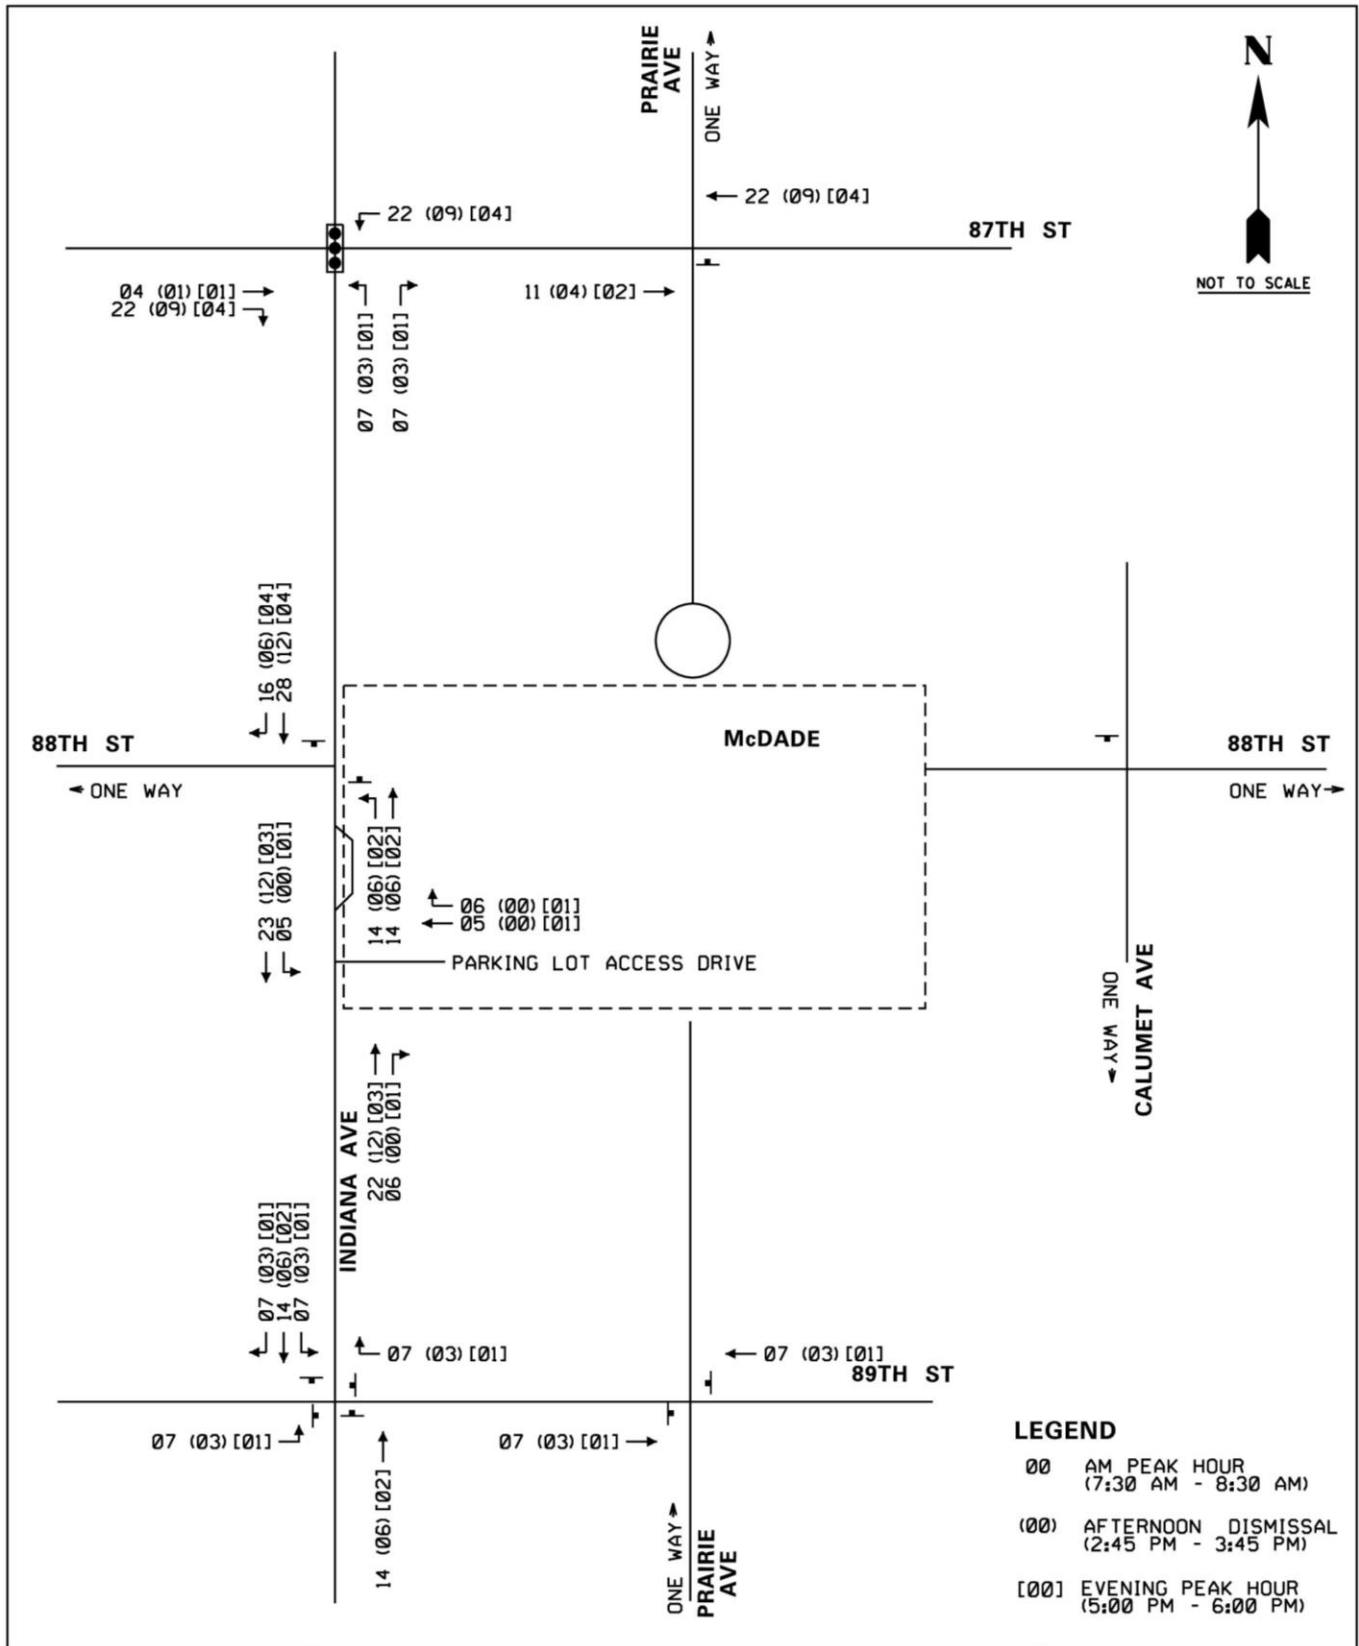 PRAIRIE
AVE
ONE WAY
N
22 (09)[04]
22 (09)[04]
87TH ST
04 (01)[01]
22 (09)[04]
11 (04)[02]
NOT TO SCALE
07 (03)[01]
07 (03)[01]
16 (06)[04]
28 (12)[04]
88TH ST
ONE WAY
McDADE
88TH ST
ONE WAY
23 (12)[03]
05 (00)[01]
14 (06)[02]
14 (06)[02]
06 (00)[01]
05 (00)[01]
PARKING LOT ACCESS DRIVE
ONE WAY
CALUMET AVE
INDIANA AVE
22 (12)[03]
06 (00)[01]
07 (03)[01]
14 (06)[02]
07 (03)[01]
07 (03)[01]
07 (03)[01]
89TH ST
07 (03)[01]
07 (03)[01]
14 (06)[02]
ONE WAY
PRAIRIE
AVE
LEGEND
00 AM PEAK HOUR
(7:30 AM - 8:30 AM)
(00) AFTERNOON DISMISSAL
(2:45 PM - 3:45 PM)
[00] EVENING PEAK HOUR
(5:00 PM - 6:00 PM)